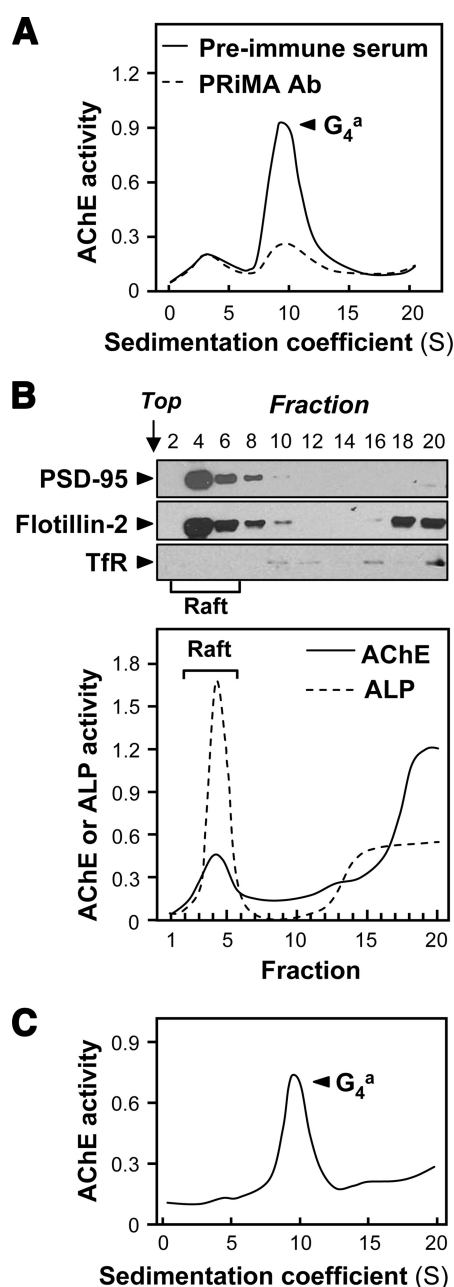 A
Pre-immune serum
PRiMA Ab
G4a
AChE activity
1.2
0.9
0.6
0.3
0
0 5 10 15 20
Sedimentation coefficient (S)
B
Top Fraction
2 4 6 8 10 12 14 16 18 20
PSD-95
Flotillin-2
TfR
Raft
Raft
AChE
ALP
AChE or ALP activity
1.8
1.5
1.2
0.9
0.6
0.3
0
1 5 10 15 20
Fraction
C
G4a
AChE activity
0.9
0.6
0.3
0
0 5 10 15 20
Sedimentation coefficient (S)